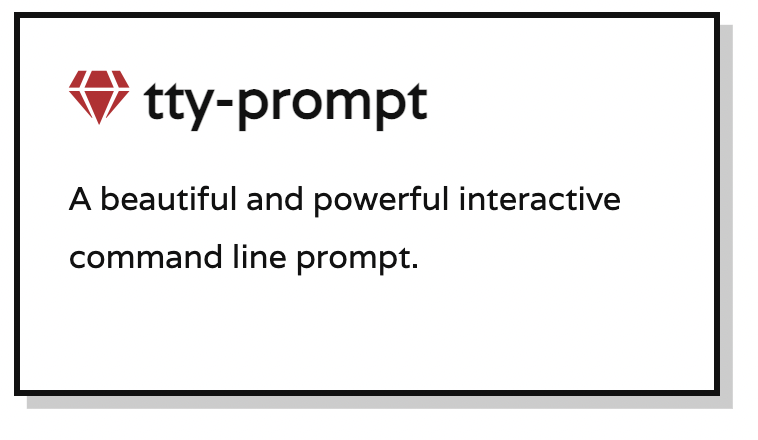 tty-prompt
A beautiful and powerful interactive
command line prompt.